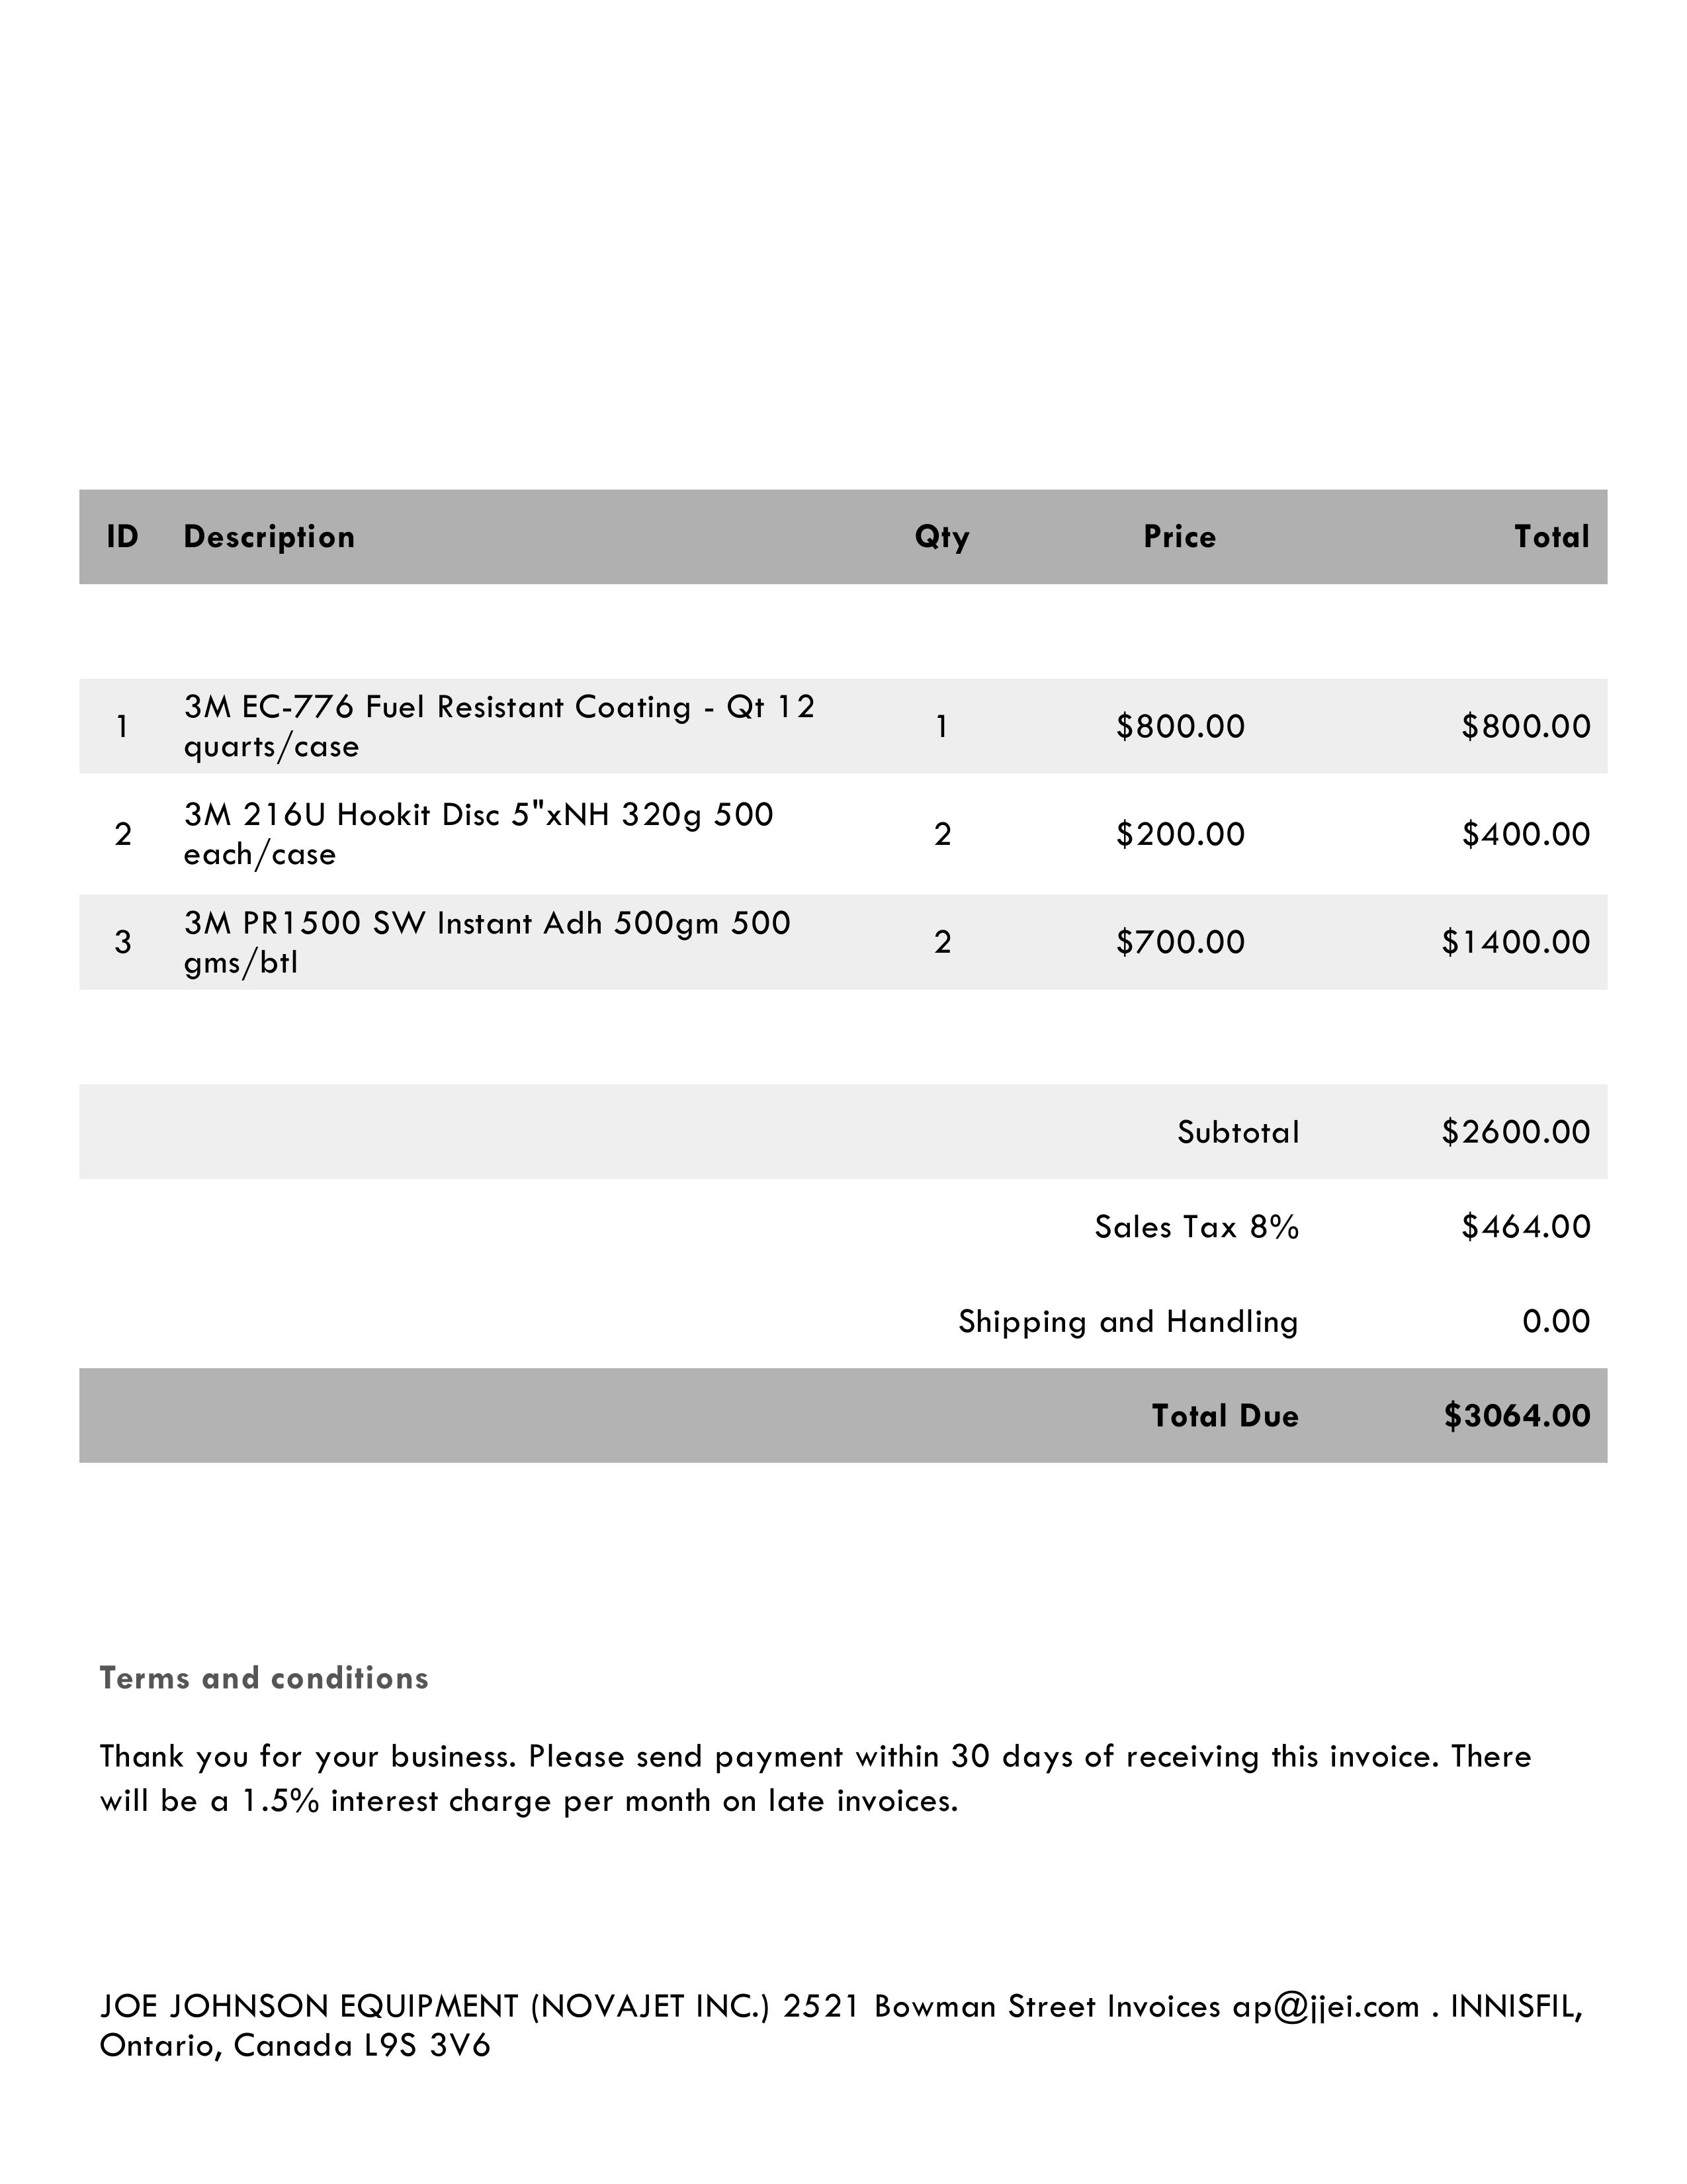 ID Description Qty Price Total
3M EC-776 Fuel Resistant Coating - Qt 12
1 quarts/case 1 $800.00 $800.00
3M 216U Hookit Disc 5"xNH 320g 500
2 each/case 2 $200.00 $400.00
3M PR1500 SW Instant Adh 500gm 500
3 gms/btl 2 $700.00 $1400.00
Subtotal $2600.00
Sales Tax 8% $464.00
Shipping and Handling 0.00
Total Due $3064.00
Terms and conditions
Thank you for your business. Please send payment within 30 days of receiving this invoice. There
will be a 1.5% interest charge per month on late invoices.
JOE JOHNSON EQUIPMENT (NOVAJET INC.) 2521 Bowman Street Invoices ap@jjei.com . INNISFIL,
Ontario, Canada L9S 3V6